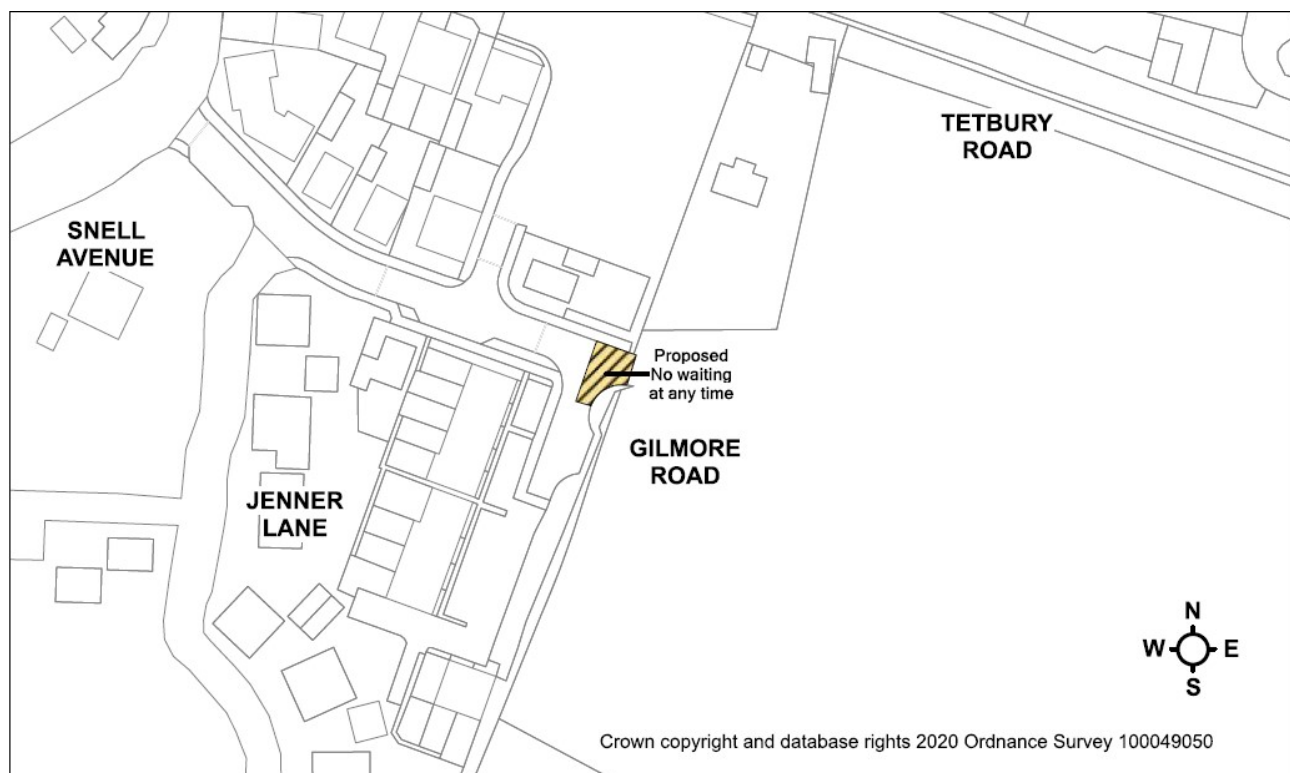 TETBURY
ROAD
SNELL
AVENUE
Proposed
No waiting
at any time
GILMORE
ROAD
JENNER
LANE
N
W E
S
Crown copyright and database rights 2020 Ordnance Survey 100049050